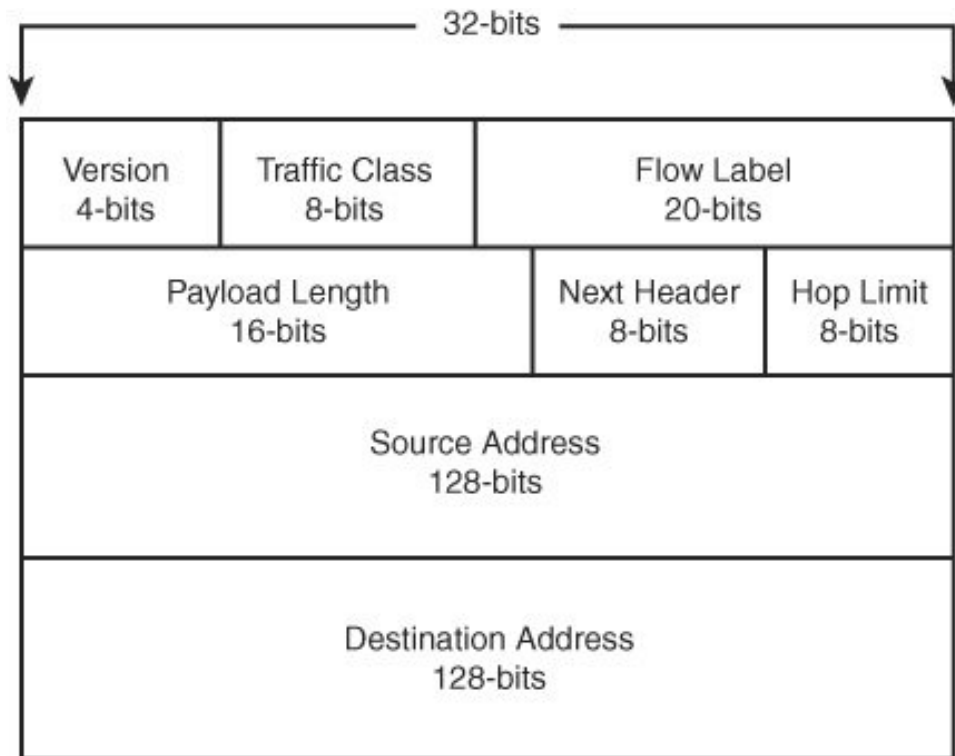 32-bits
Version
4-bits
Traffic Class
8-bits
Flow Label
20-bits
Payload Length
16-bits
Next Header
8-bits
Hop Limit
8-bits
Source Address
128-bits
Destination Address
128-bits